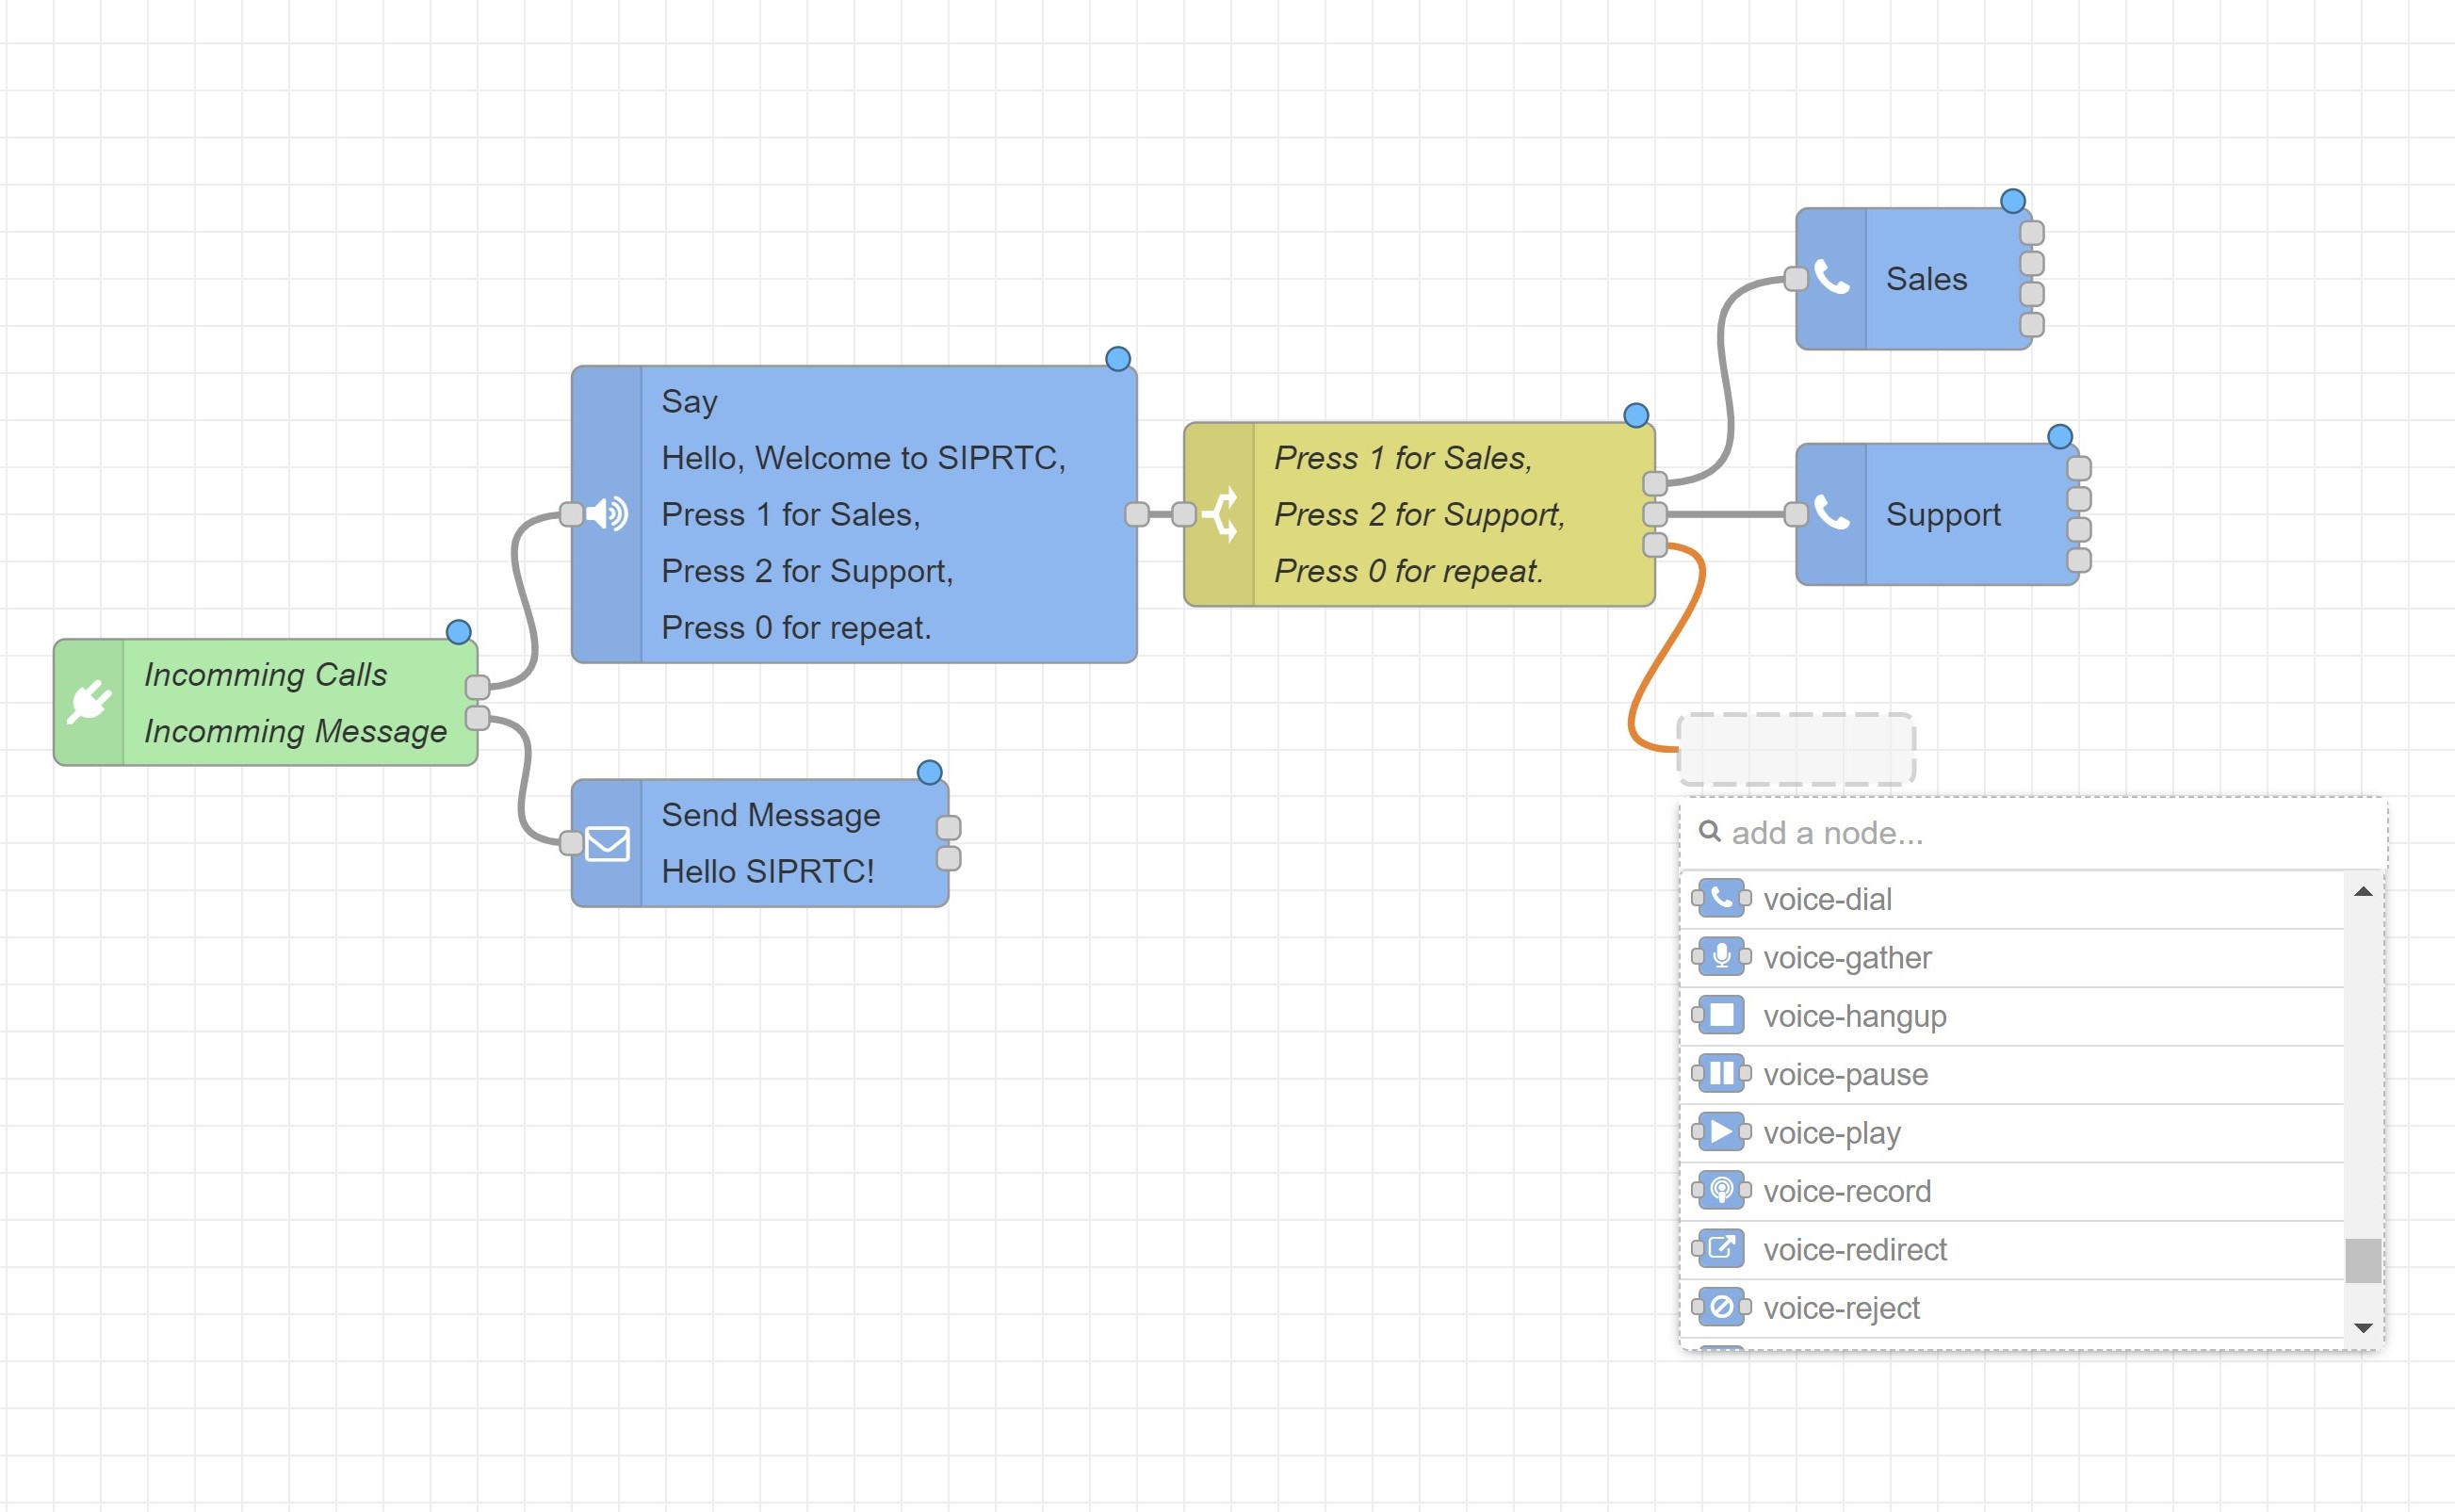 Sales
Say
Hello, Welcome to SIPRTC,
Press 1 for Sales,
Press 2 for Support,
Press 0 for repeat.
Press 1 for Sales,
Press 2 for Support,
Press 0 for repeat.
Support
Incomming Calls
Incomming Message
Send Message
Hello SIPRTC!
add a node...
voice-dial
voice-gather
voice-hangup
voice-pause
voice-play
voice-record
voice-redirect
voice-reject